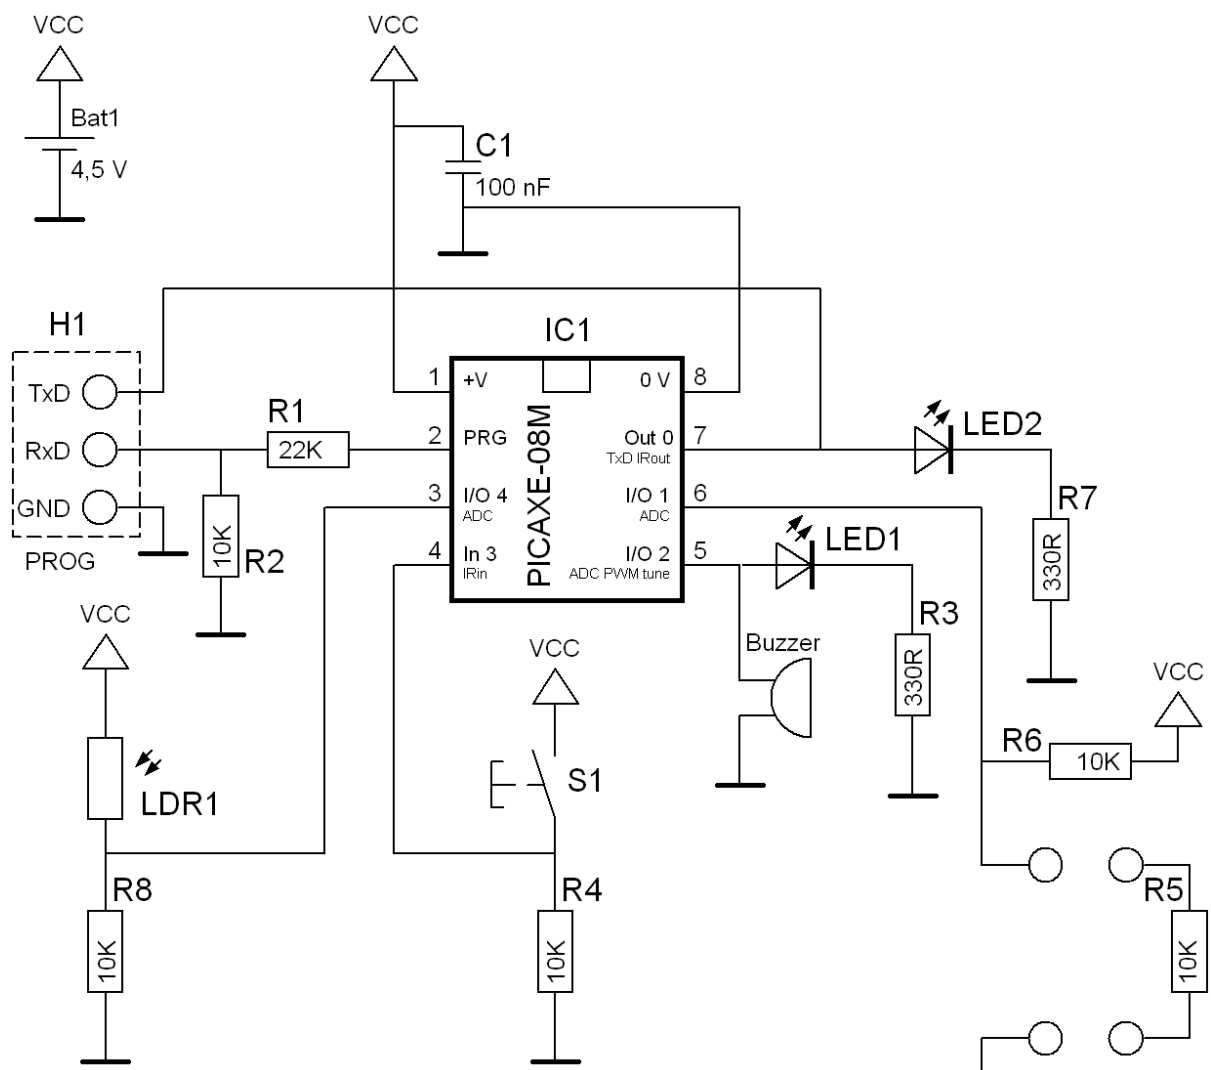 VCC
VCC
Bat1
4,5 V
C1
100 nF
H1
TxD
RxD
GND
PROG
R1
22K
10K
R2
IC1
PICAXE-08M
1
+V
2
PRG
3
I/O 4
ADC
4
In 3
IRin
0 V
8
Out 0
7
TxD IRout
I/O 1
6
ADC
I/O 2
5
ADC PWM tune
LED2
LED1
R7
330R
R3
330R
Buzzer
VCC
LDR1
R8
10K
VCC
S1
R4
10K
VCC
R6
10K
R5
10K